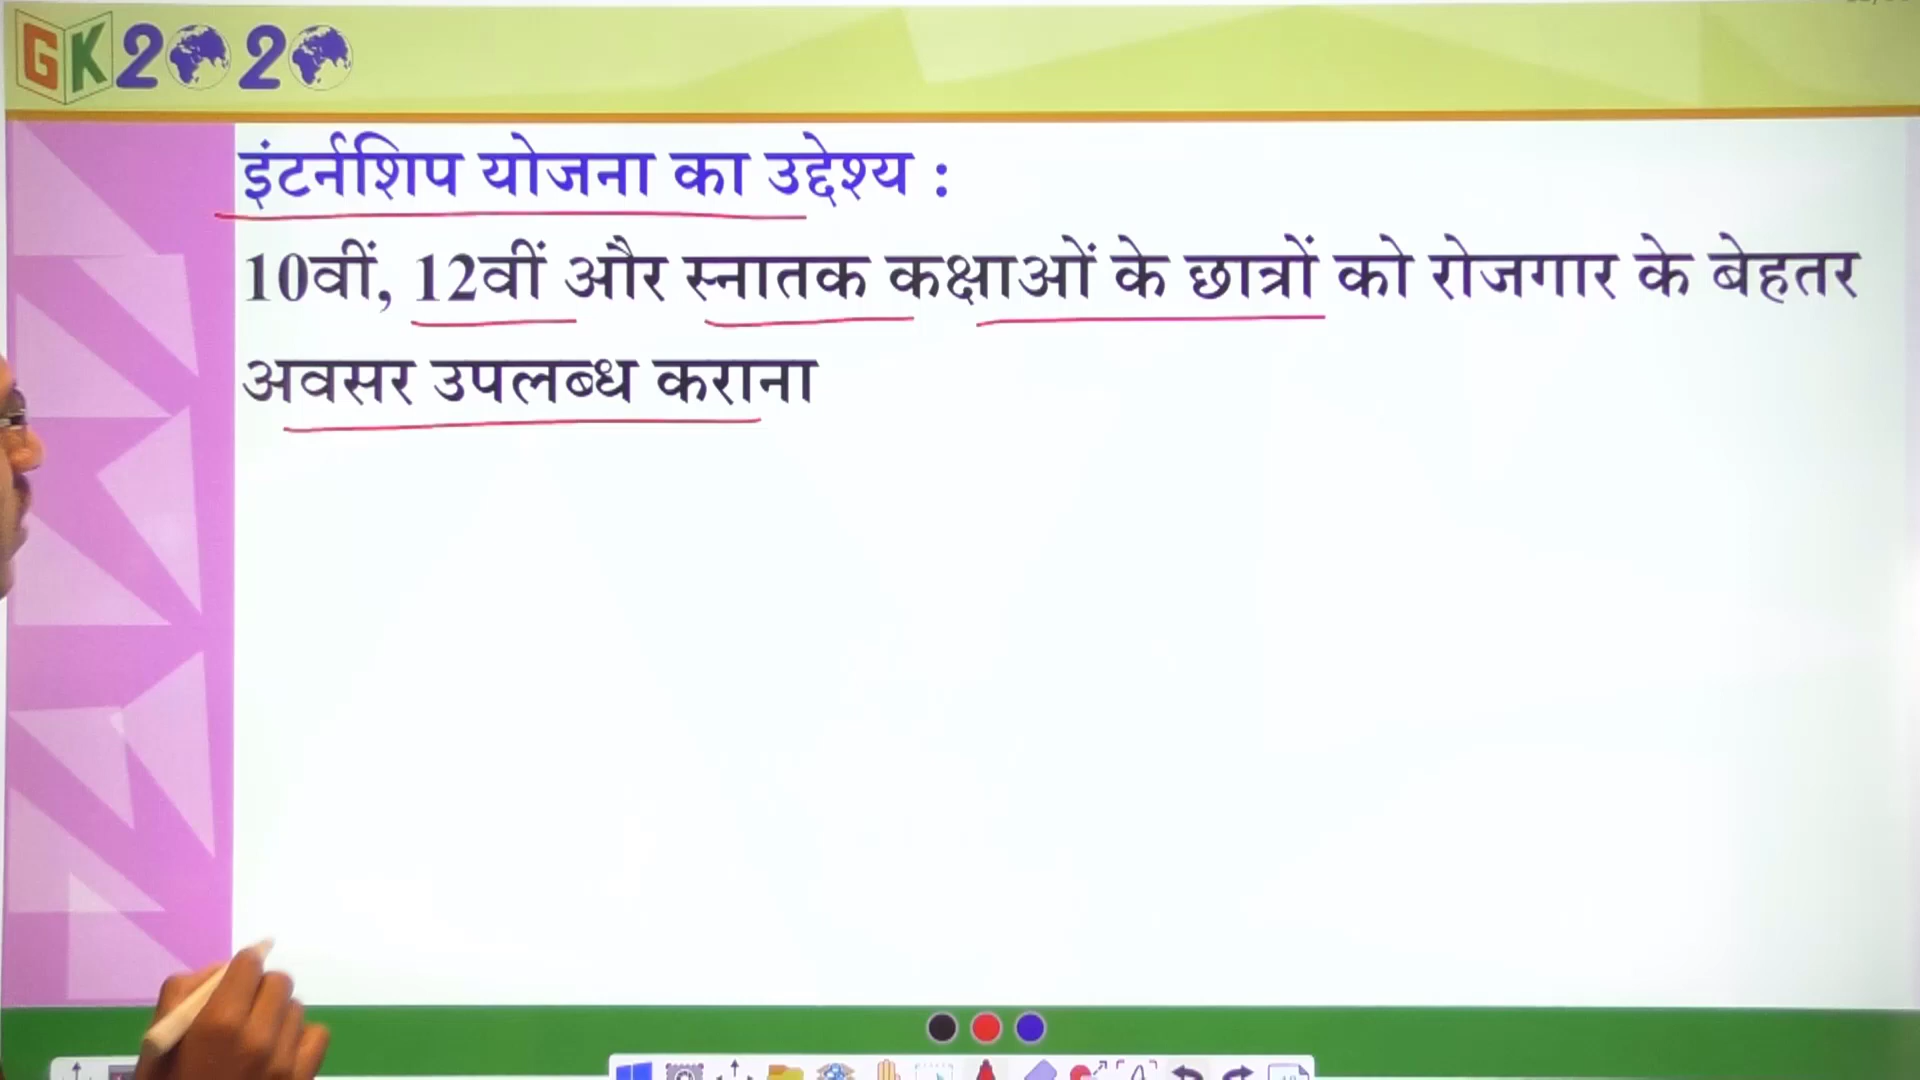 GK2020
इंटर्नशिप योजना का उद्देश्य :
10वीं, 12वीं और स्नातक कक्षाओं के छात्रों को रोजगार के बेहतर
अवसर उपलब्ध कराना